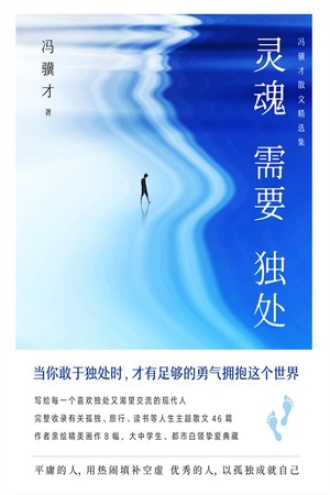 冯骥才 著
冯骥才散文精选集
灵魂 需要 独处
当你敢于独处时，才有足够的勇气拥抱这个世界
写给每一个喜欢独处又渴望交流的现代人
完整收录有关孤独、旅行、读书等人生主题散文 46 篇
作者亲绘精美画作 8 幅，大中学生、都市白领挚爱典藏
平庸的人，用热闹填补空虚 优秀的人，以孤独成就自己